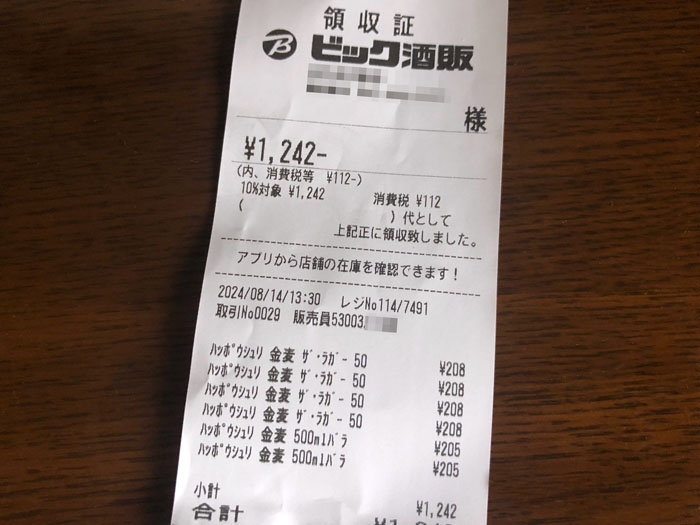 領収証
B ビック酒販
様
¥1,242-
(内、消費税等 ¥112-)
10%対象 ¥1,242 消費税 ¥112
( )代として
上記正に領収致しました。
アプリから店舗の在庫を確認できます!
2024/08/14/13:30 レジNo114/7491
取引No0029 販売員53003
ハッポウシュリ 金麦 ザ・ラガー 50 ¥208
ハッポウシュリ 金麦 ザ・ラガー 50 ¥208
ハッポウシュリ 金麦 ザ・ラガー 50 ¥208
ハッポウシュリ 金麦 ザ・ラガー 50 ¥208
ハッポウシュリ 金麦 500mlバラ ¥205
ハッポウシュリ 金麦 500mlバラ ¥205
小計 ¥1,242
合計